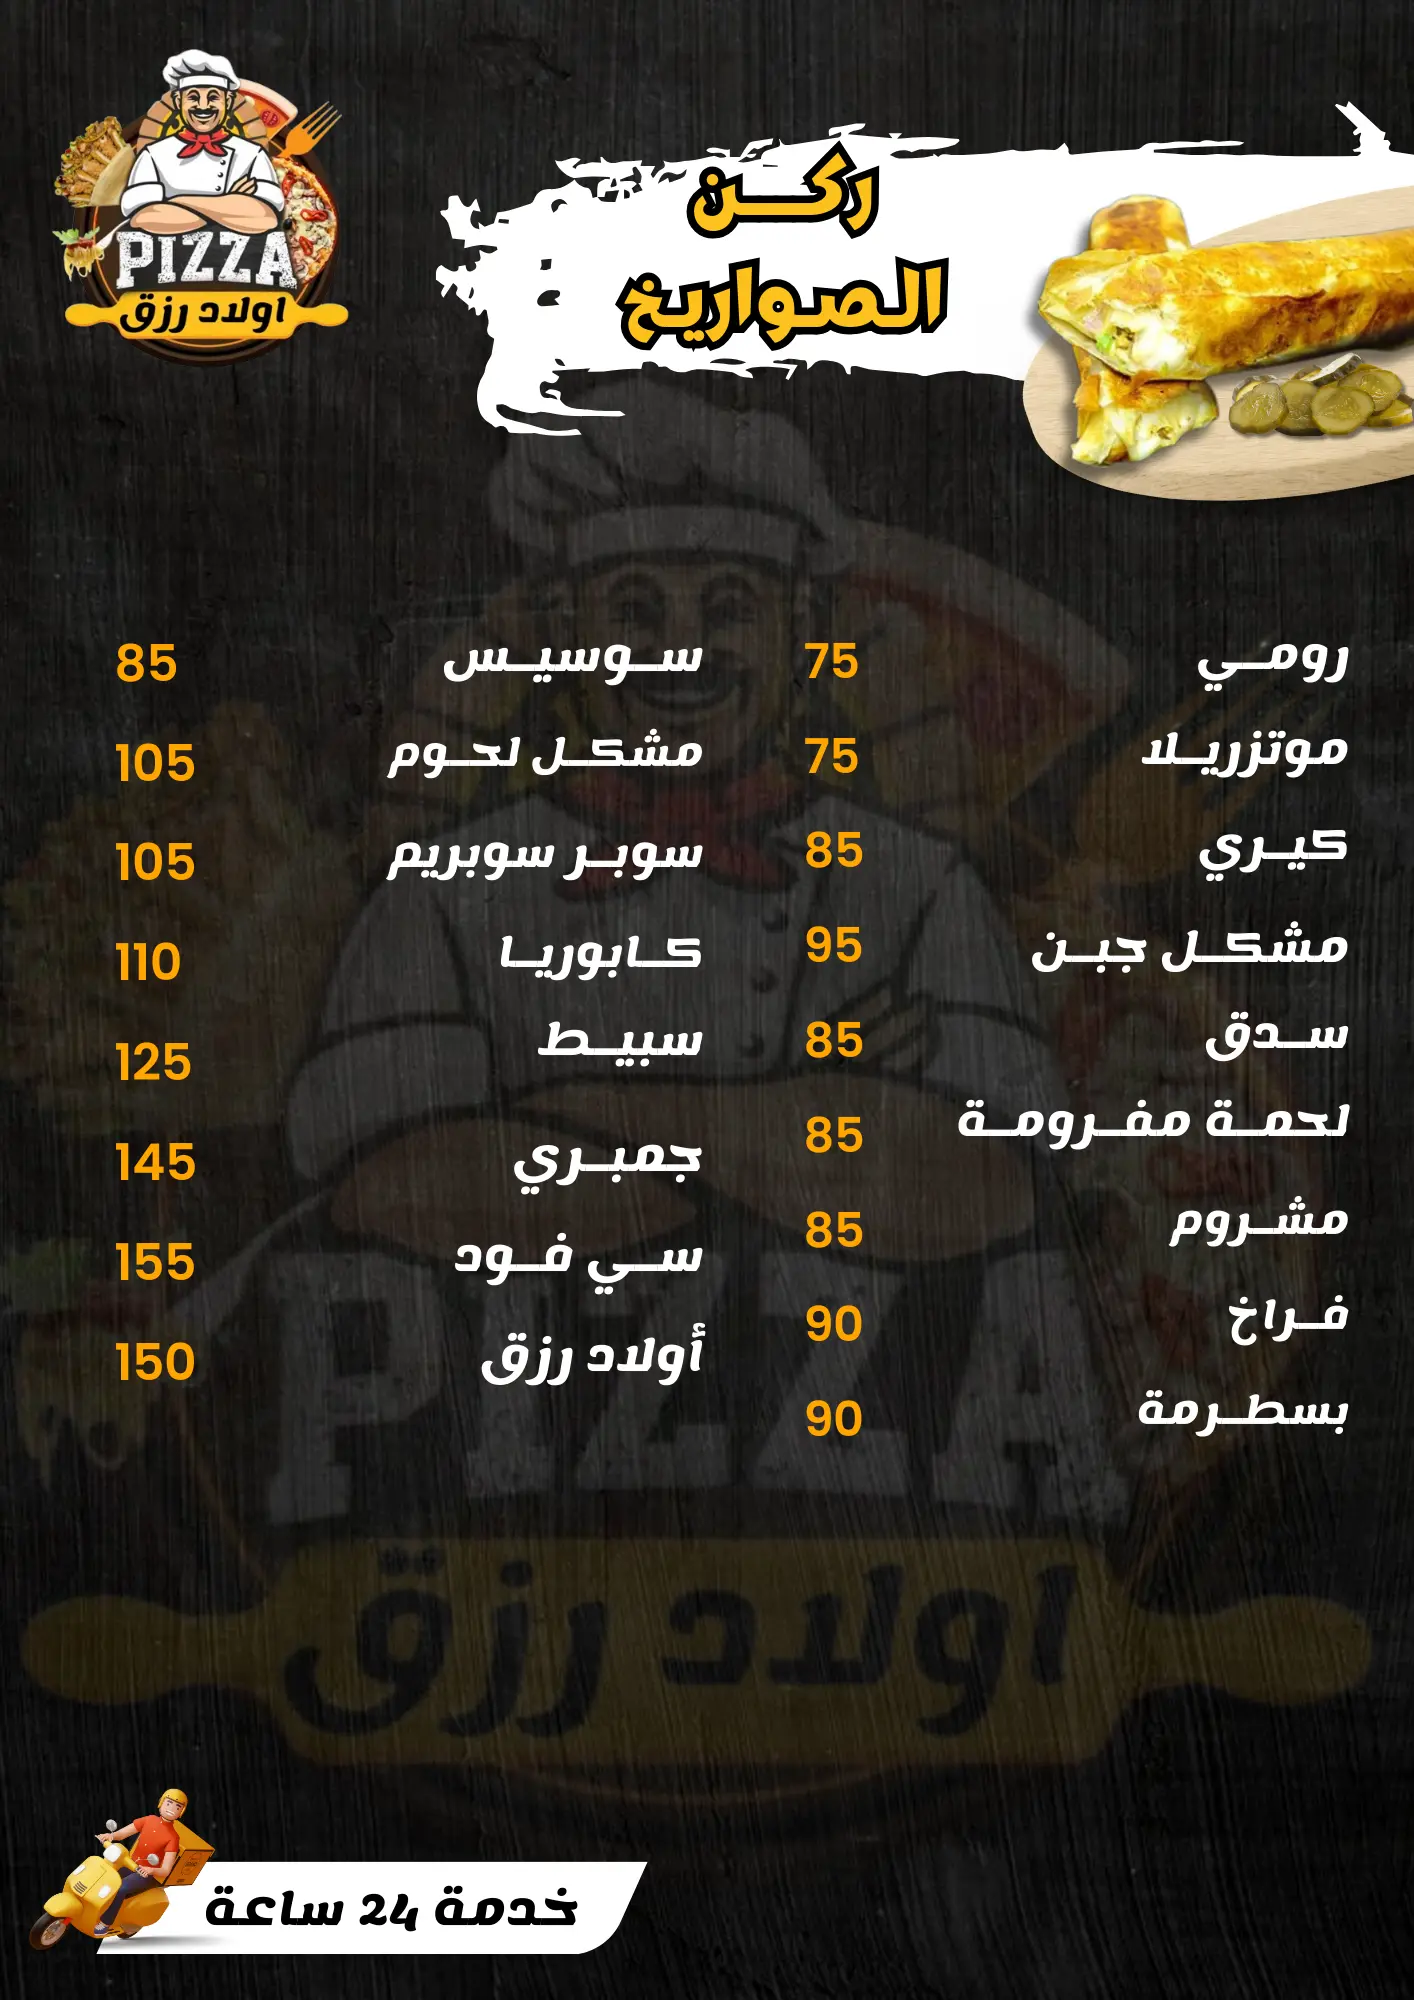 PIZZA
اولاد رزق
ركن
الصواريخ
رومي 75
موتزريلا 75
كيري 85
مشكل جبن 95
سدق 85
لحمة مفرومة 85
مشروم 85
فراخ 90
بسطرمة 90
سوسيس 85
مشكل لحوم 105
سوبر سوبريم 105
كابوريا 110
سبيط 125
جمبري 145
سي فود 155
أولاد رزق 150
PIZZA
اولاد رزق
خدمة 24 ساعة